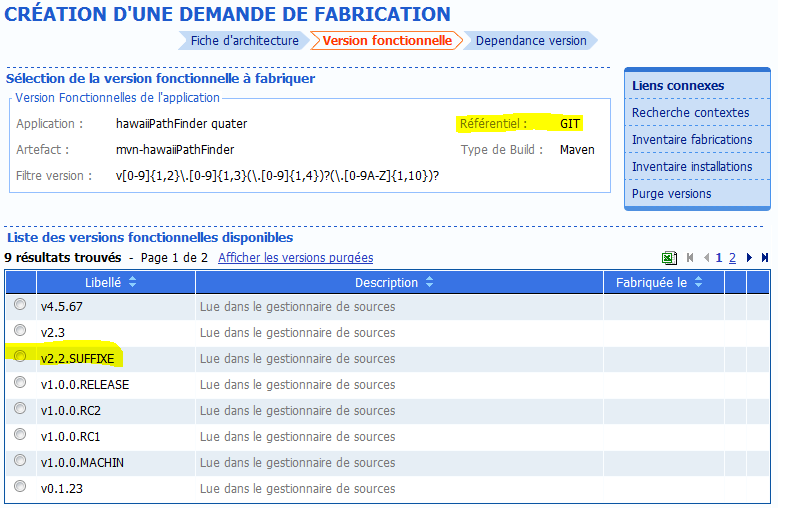 CRÉATION D'UNE DEMANDE DE FABRICATION
Fiche d'architecture Version fonctionnelle Dependance version
Sélection de la version fonctionnelle à fabriquer
Version Fonctionnelles de l'application
Application : hawaiiPathFinder quater Référentiel : GIT
Artefact : mvn-hawaiiPathFinder Type de Build : Maven
Filtre version : v[0-9]{1,2}\.[0-9]{1,3}(\.[0-9]{1,4})?(\.[0-9A-Z]{1,10})?
Liens connexes
Recherche contextes
Inventaire fabrications
Inventaire installations
Purge versions
Liste des versions fonctionnelles disponibles
9 résultats trouvés - Page 1 de 2 Afficher les versions purgées 1 2
Libellé Description Fabriquée le
v4.5.67 Lue dans le gestionnaire de sources
v2.3 Lue dans le gestionnaire de sources
v2.2.SUFFIXE Lue dans le gestionnaire de sources
v1.0.0.RELEASE Lue dans le gestionnaire de sources
v1.0.0.RC2 Lue dans le gestionnaire de sources
v1.0.0.RC1 Lue dans le gestionnaire de sources
v1.0.0.MACHIN Lue dans le gestionnaire de sources
v0.1.23 Lue dans le gestionnaire de sources